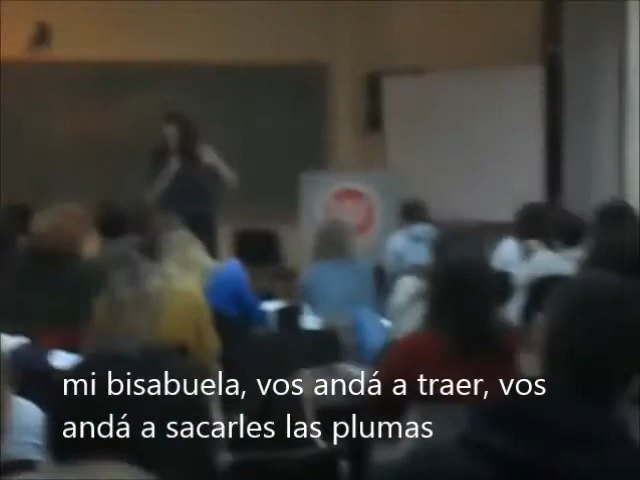 mi bisabuela, vos andá a traer, vos
andá a sacarles las plumas